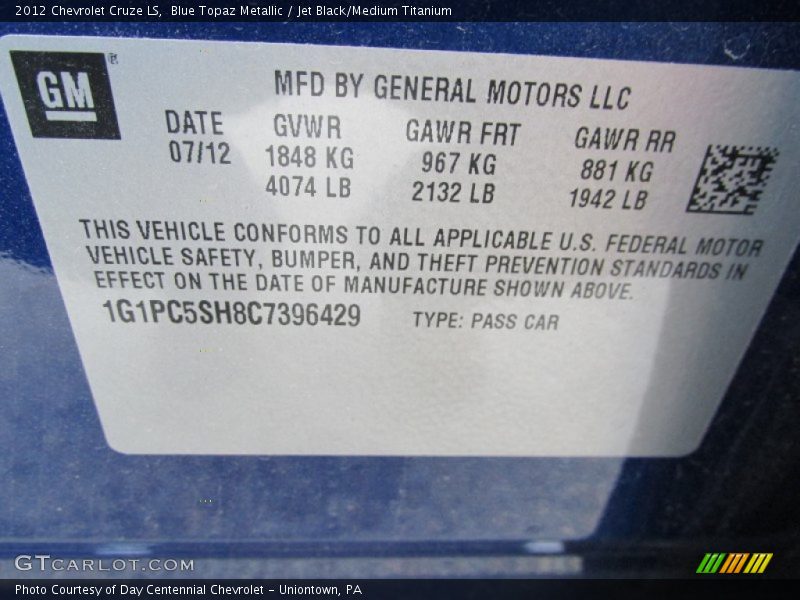 2012 Chevrolet Cruze LS, Blue Topaz Metallic / Jet Black/Medium Titanium
GM ®
MFD BY GENERAL MOTORS LLC
DATE GVWR GAWR FRT GAWR RR
07/12 1848 KG 967 KG 881 KG
4074 LB 2132 LB 1942 LB
THIS VEHICLE CONFORMS TO ALL APPLICABLE U.S. FEDERAL MOTOR
VEHICLE SAFETY, BUMPER, AND THEFT PREVENTION STANDARDS IN
EFFECT ON THE DATE OF MANUFACTURE SHOWN ABOVE.
1G1PC5SH8C7396429 TYPE: PASS CAR
GTCARLOT.COM
Photo Courtesy of Day Centennial Chevrolet - Uniontown, PA